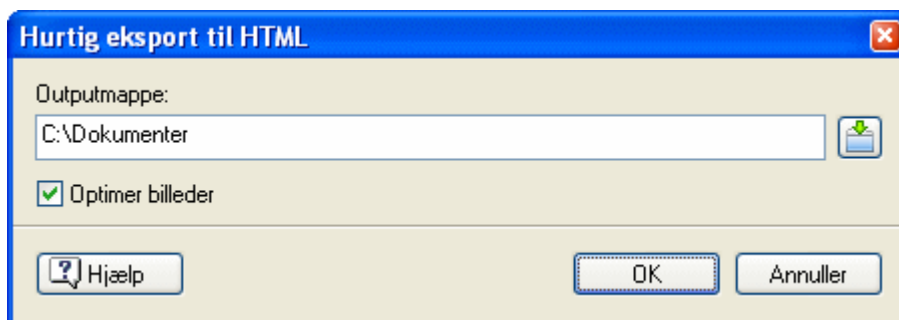 Hurtig eksport til HTML
Outputmappe:
C:\Dokumenter
Optimer billeder
Hjælp
OK
Annuller